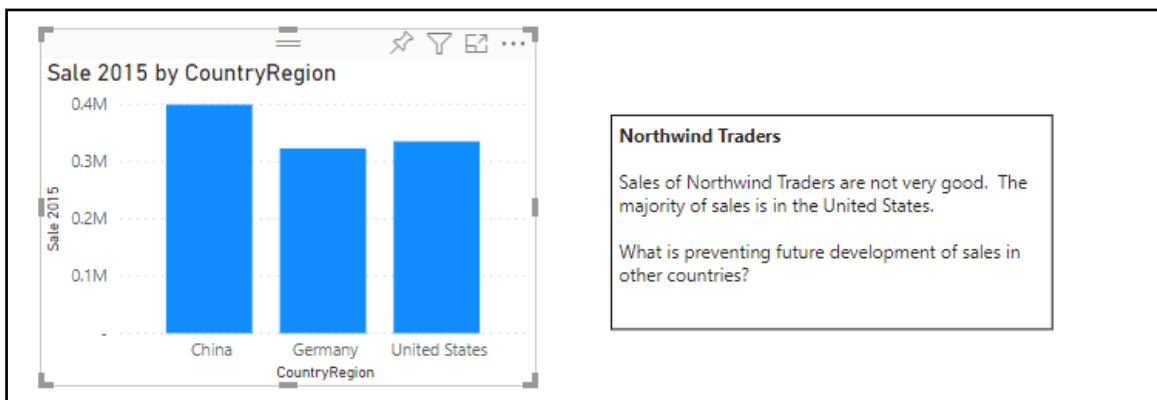 Sale 2015 by CountryRegion
0.4M
0.3M
0.2M
0.1M
-
Sale 2015
China Germany United States
CountryRegion
Northwind Traders
Sales of Northwind Traders are not very good.  The
majority of sales is in the United States.
What is preventing future development of sales in
other countries?